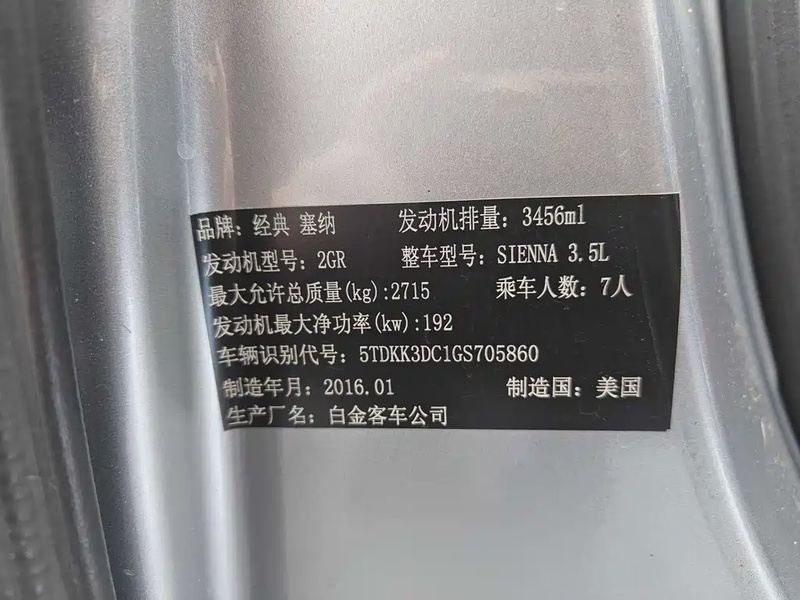 品牌: 经典 塞纳 发动机排量: 3456ml
发动机型号: 2GR 整车型号: SIENNA 3.5L
最大允许总质量(kg):2715 乘车人数: 7人
发动机最大净功率(kw):192
车辆识别代号: 5TDKK3DC1GS705860
制造年月: 2016.01 制造国: 美国
生产厂名: 白金客车公司